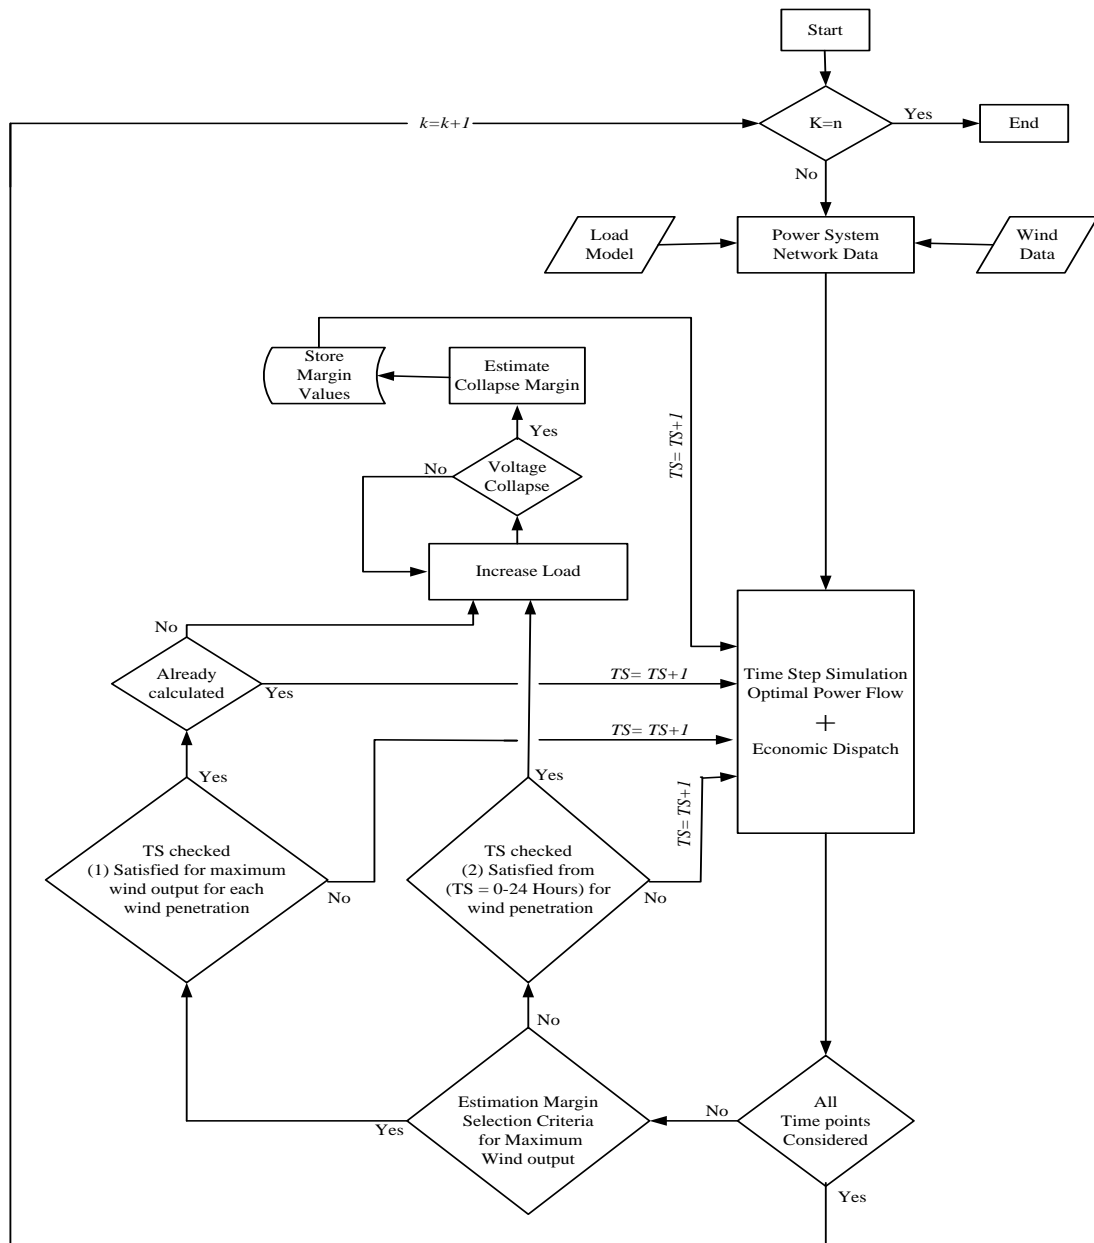 Start
K=n
Yes
End
k=k+1
No
Load
Model
Power System
Network Data
Wind
Data
Store
Margin
Values
Estimate
Collapse Margin
TS= TS+1
Yes
No
Voltage
Collapse
Increase Load
No
Already
calculated
Yes
TS= TS+1
Time Step Simulation
Optimal Power Flow
+
Economic Dispatch
TS= TS+1
Yes
Yes
TS= TS+1
TS checked
(1) Satisfied for maximum
wind output for each
wind penetration
No
TS checked
(2) Satisfied from
(TS = 0-24 Hours) for
wind penetration
No
No
Estimation Margin
Selection Criteria
for Maximum
Wind output
Yes
No
All
Time points
Considered
Yes